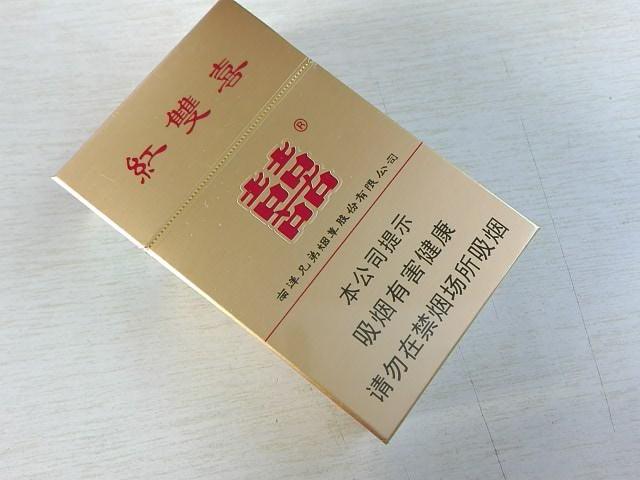 紅雙喜
囍®
南洋兄弟烟草股份有限公司
本公司提示
吸烟有害健康
请勿在禁烟场所吸烟